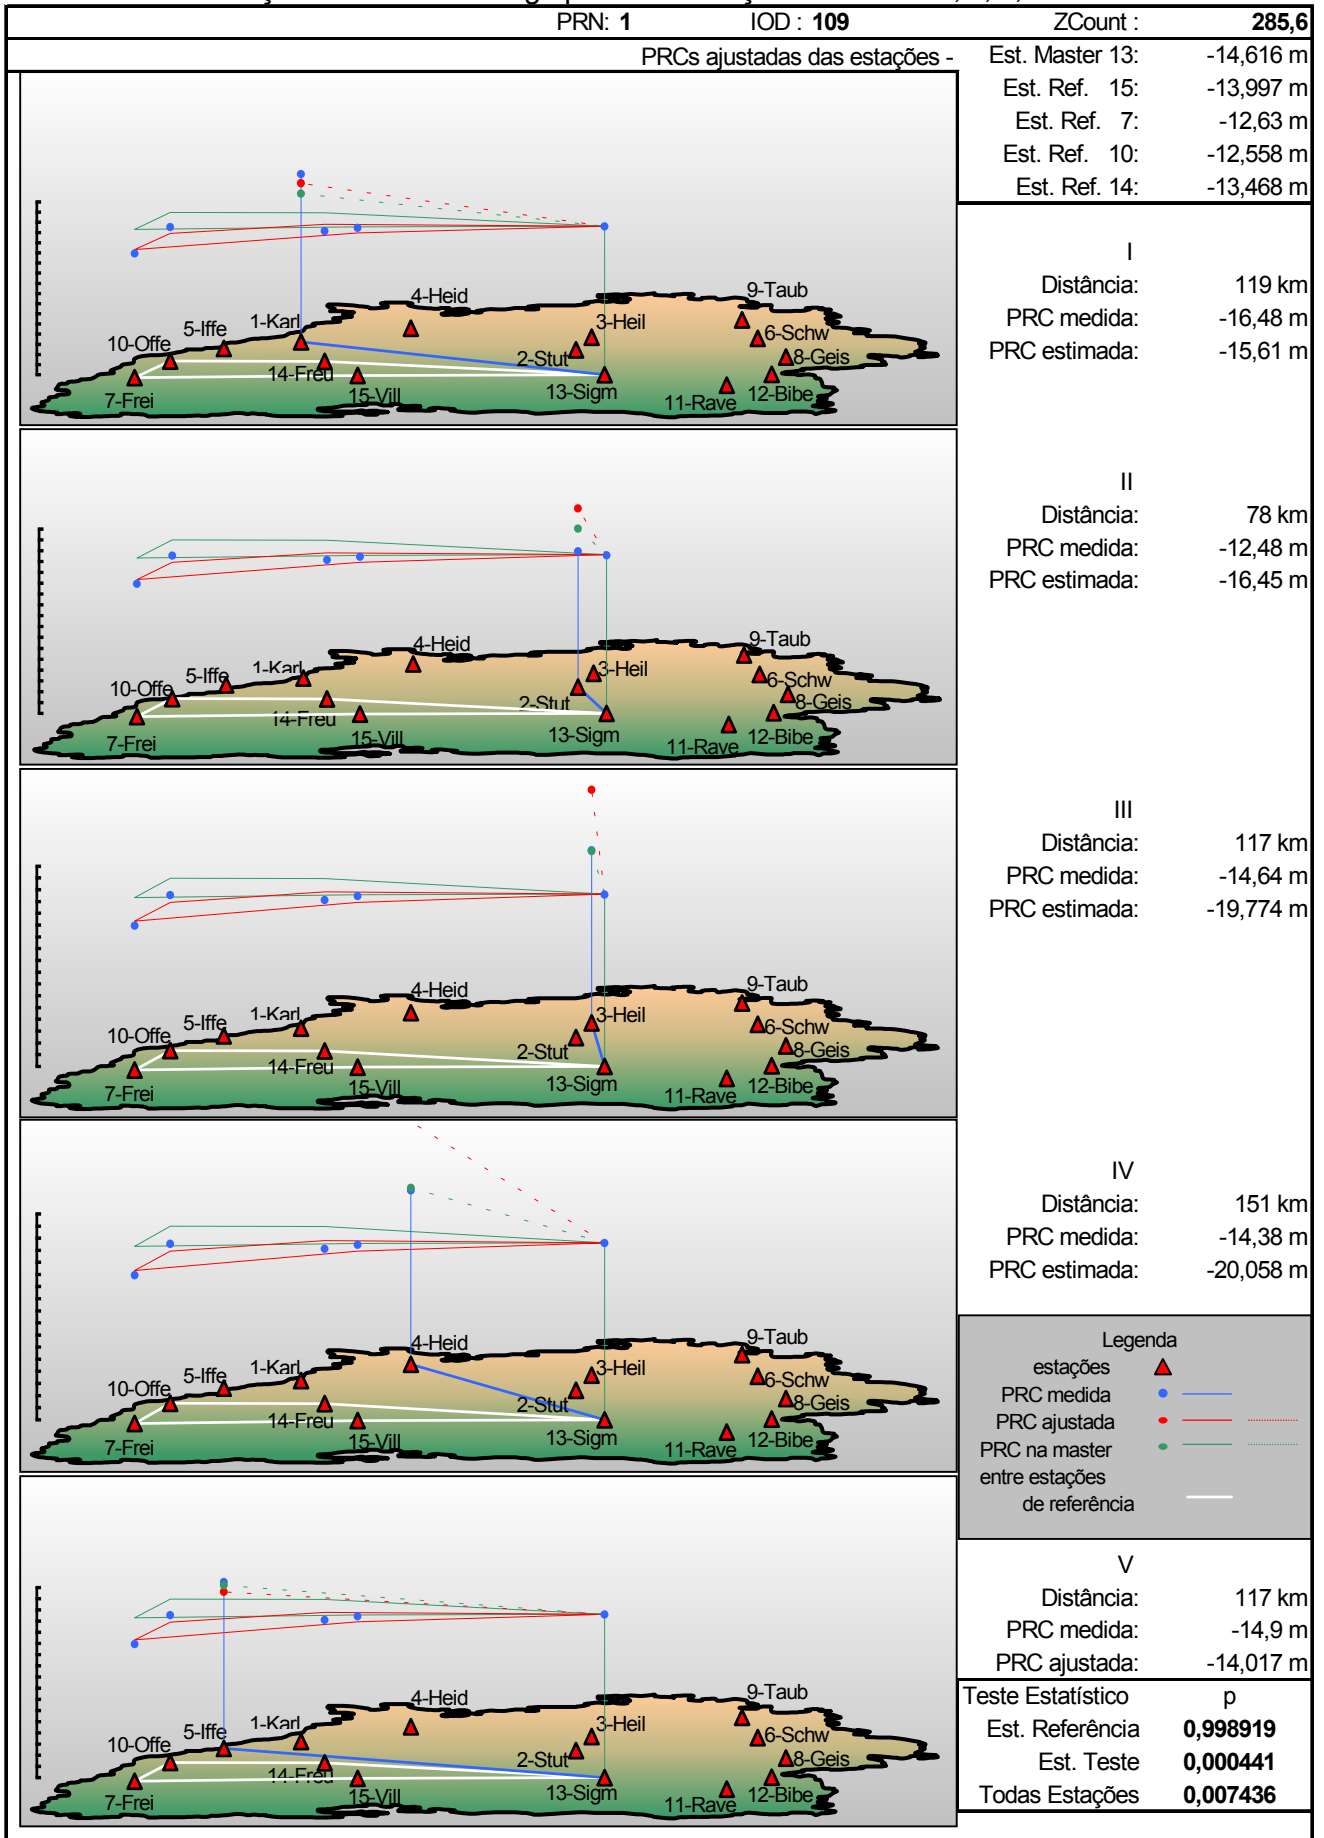 PRN: 1 IOD : 109 ZCount : 285,6
PRCs ajustadas das estações - Est. Master 13: -14,616 m
Est. Ref. 15: -13,997 m
Est. Ref. 7: -12,63 m
Est. Ref. 10: -12,558 m
Est. Ref. 14: -13,468 m
I
Distância: 119 km
PRC medida: -16,48 m
PRC estimada: -15,61 m
4-Heid
9-Taub
1-Karl
3-Heil
5-Iffe
6-Schw
10-Offe
2-Stut
8-Geis
14-Freu
15-Vill
13-Sigm
12-Bibe
7-Frei
11-Rave
II
Distância: 78 km
PRC medida: -12,48 m
PRC estimada: -16,45 m
4-Heid
9-Taub
1-Karl
3-Heil
5-Iffe
6-Schw
10-Offe
2-Stut
8-Geis
14-Freu
15-Vill
13-Sigm
12-Bibe
7-Frei
11-Rave
III
Distância: 117 km
PRC medida: -14,64 m
PRC estimada: -19,774 m
4-Heid
9-Taub
1-Karl
3-Heil
5-Iffe
6-Schw
10-Offe
2-Stut
8-Geis
14-Freu
15-Vill
13-Sigm
12-Bibe
7-Frei
11-Rave
IV
Distância: 151 km
PRC medida: -14,38 m
PRC estimada: -20,058 m
4-Heid
9-Taub
1-Karl
3-Heil
5-Iffe
6-Schw
10-Offe
2-Stut
8-Geis
14-Freu
15-Vill
13-Sigm
12-Bibe
7-Frei
11-Rave
Legenda
estações
PRC medida
PRC ajustada
PRC na master
entre estações
de referência
V
Distância: 117 km
PRC medida: -14,9 m
PRC ajustada: -14,017 m
4-Heid
9-Taub
1-Karl
3-Heil
5-Iffe
6-Schw
10-Offe
2-Stut
8-Geis
14-Freu
15-Vill
13-Sigm
12-Bibe
7-Frei
11-Rave
Teste Estatístico p
Est. Referência 0,998919
Est. Teste 0,000441
Todas Estações 0,007436